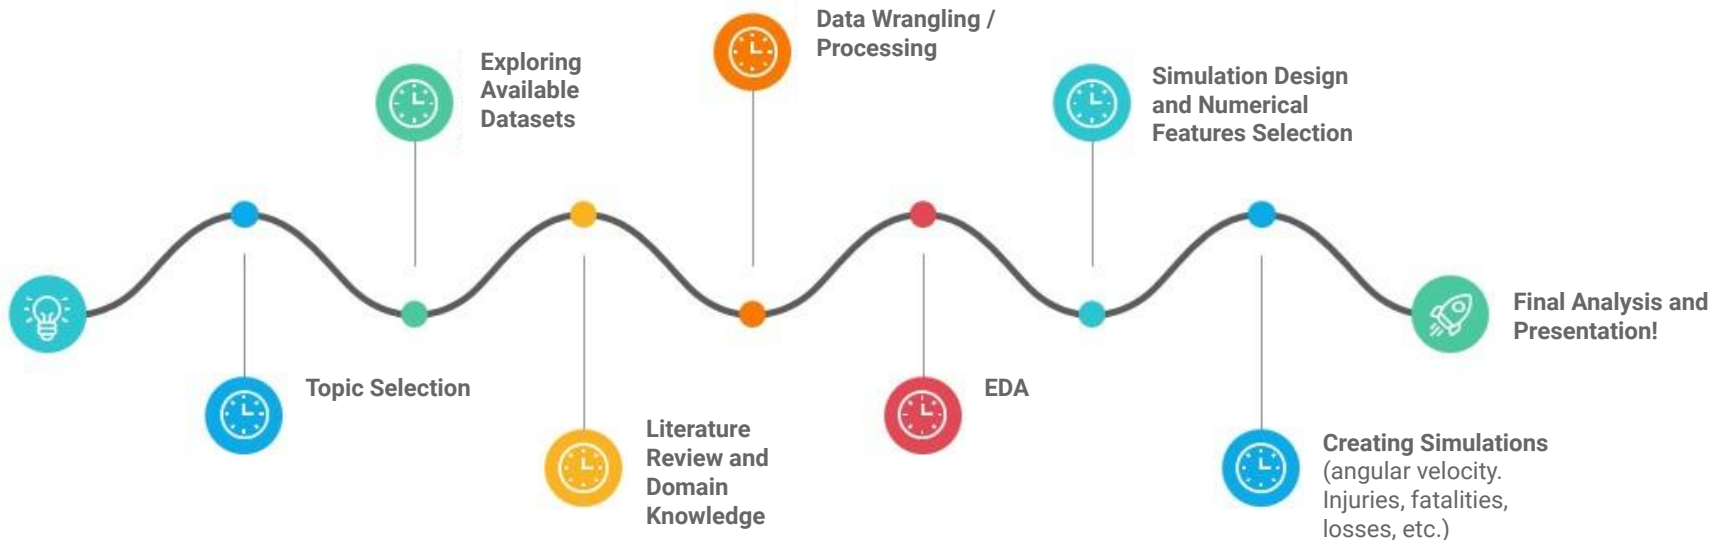 Topic Selection
Exploring
Available
Datasets
Literature
Review and
Domain
Knowledge
Data Wrangling /
Processing
EDA
Simulation Design
and Numerical
Features Selection
Creating Simulations
(angular velocity.
Injuries, fatalities,
losses, etc.)
Final Analysis and
Presentation!